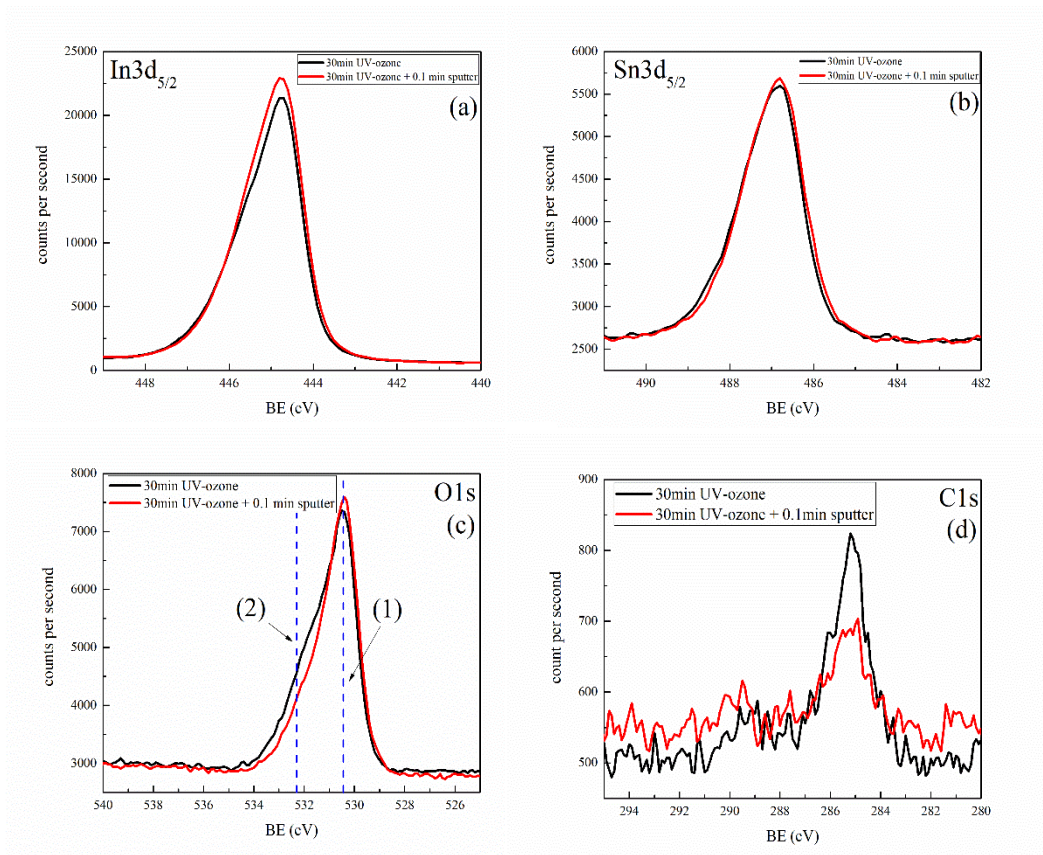 In3d5/2
30min UV-ozone
30min UV-ozone + 0.1 min sputter
(a)
25000
20000
15000
10000
5000
0
counts per second
448 446 444 442 440
BE (eV)
Sn3d5/2
30min UV-ozone
30min UV-ozone + 0.1 min sputter
(b)
6000
5500
5000
4500
4000
3500
3000
2500
counts per second
490 488 486 484 482
BE (eV)
30min UV-ozone
30min UV-ozone + 0.1 min sputter
O1s
(c)
(2)
(1)
8000
7000
6000
5000
4000
3000
counts per second
540 538 536 534 532 530 528 526
BE (eV)
30min UV-ozone
30min UV-ozone + 0.1min sputter
C1s
(d)
900
800
700
600
500
count per second
294 292 290 288 286 284 282 280
BE (eV)